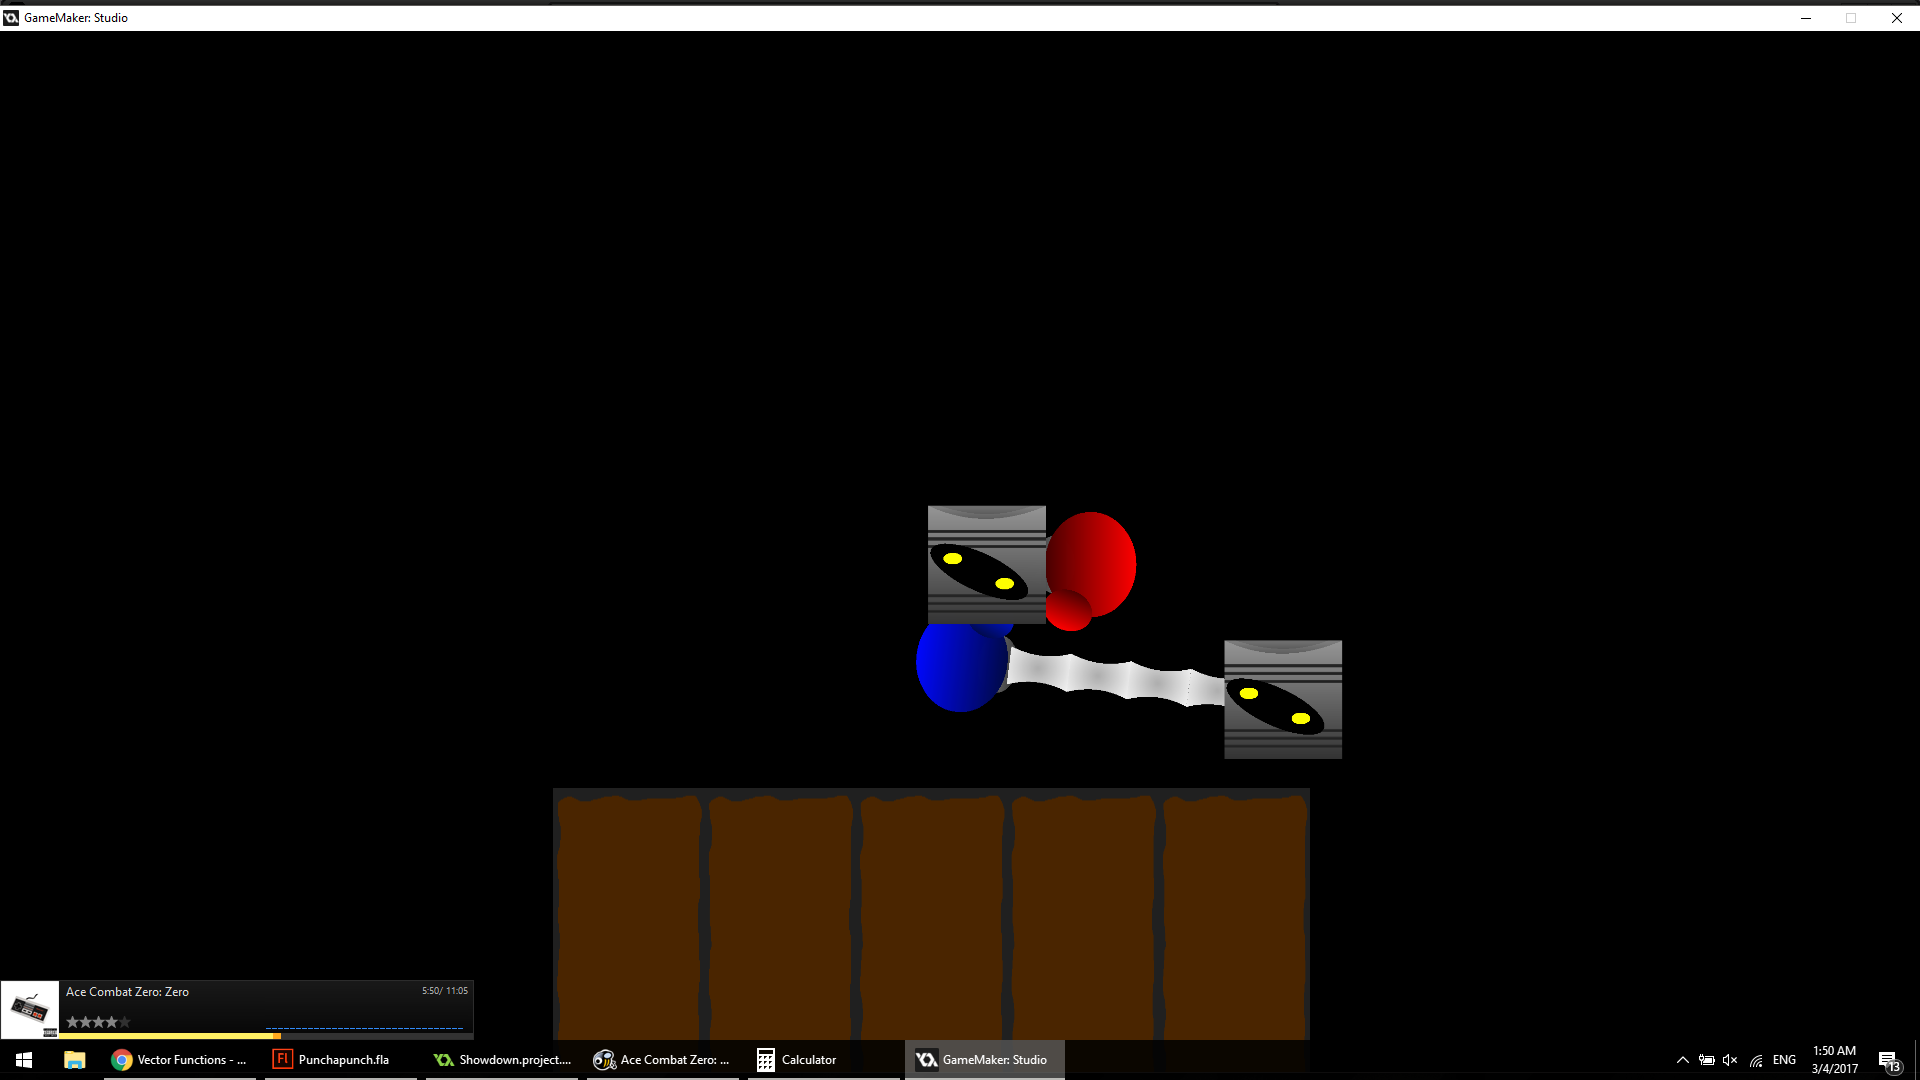 GameMaker: Studio
Ace Combat Zero: Zero
5:50/ 11:05
Vector Functions - ...
Fl
Punchapunch.fla
Showdown.project....
Ace Combat Zero: ...
Calculator
GameMaker: Studio
ENG
1:50 AM
3/4/2017
13